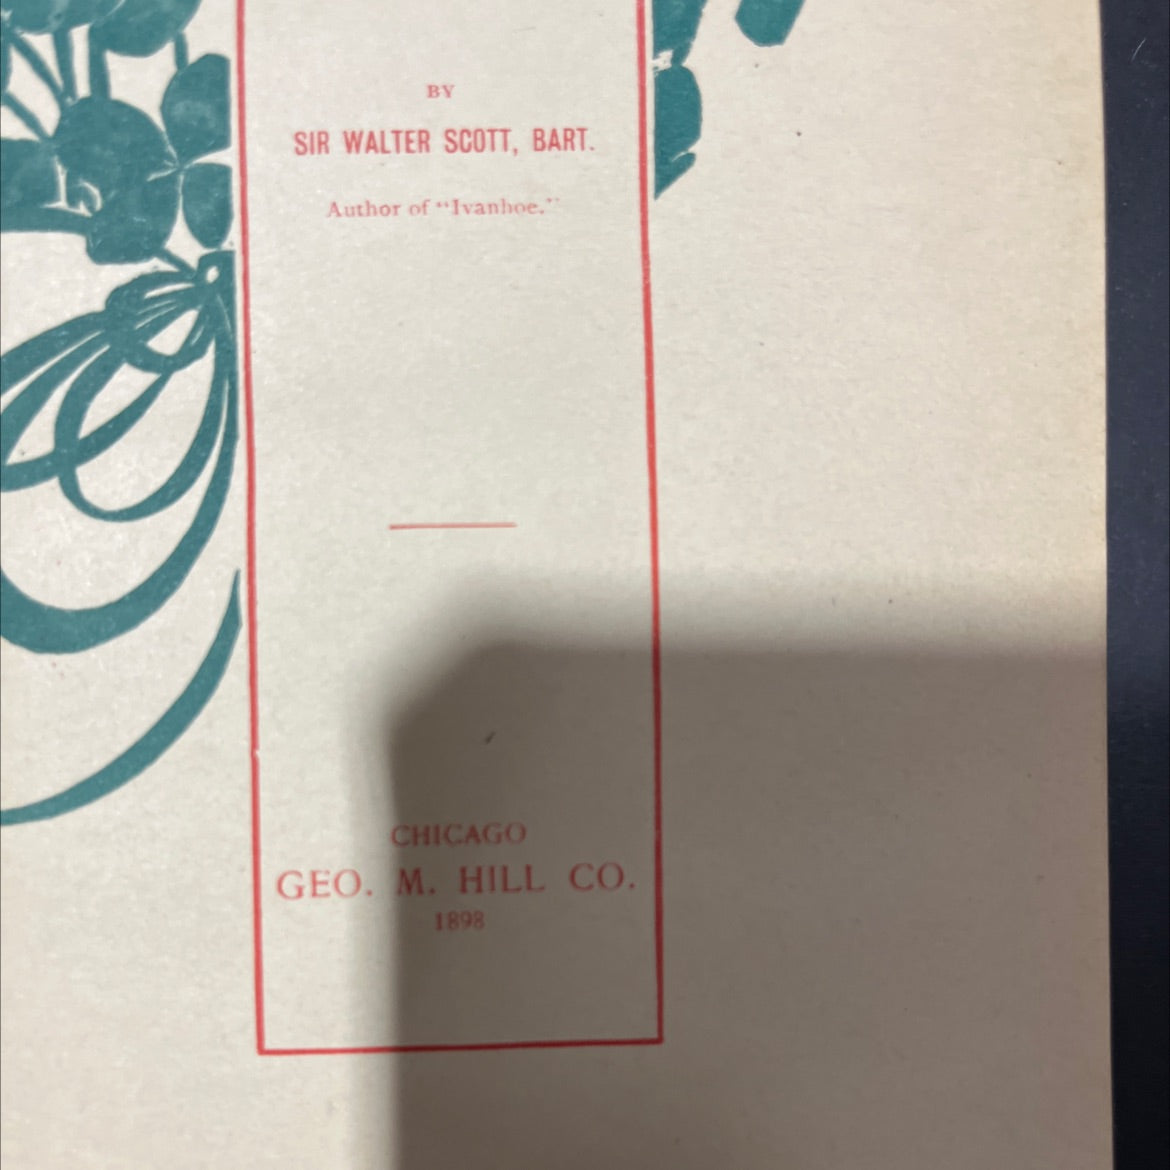 BY
SIR WALTER SCOTT, BART.
Author of "Ivanhoe."
CHICAGO
GEO. M. HILL CO.
1898